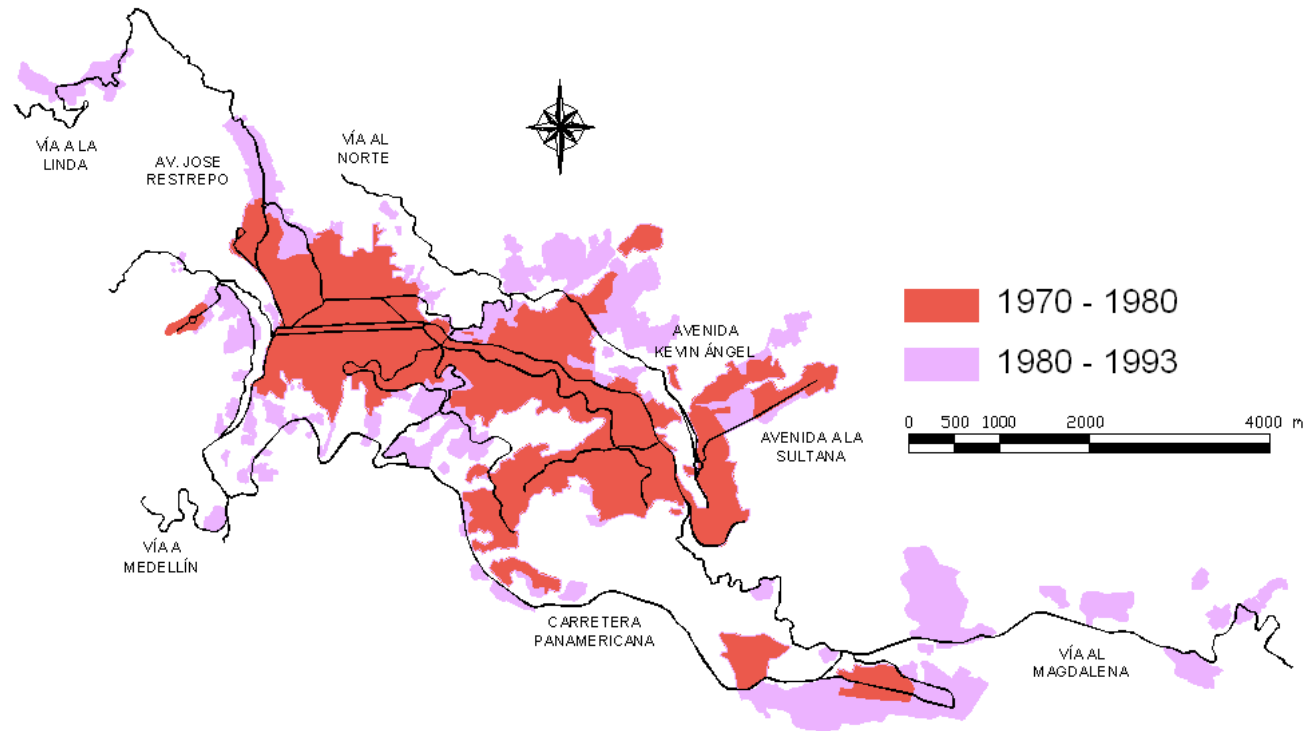 VÍA A LA
LINDA
AV. JOSE
RESTREPO
VÍA AL
NORTE
AVENIDA
KEVIN ÁNGEL
AVENIDA A LA
SULTANA
VÍA A
MEDELLÍN
CARRETERA
PANAMERICANA
VÍA AL
MAGDALENA
1970 - 1980
1980 - 1993
0 500 1000 2000 4000 m